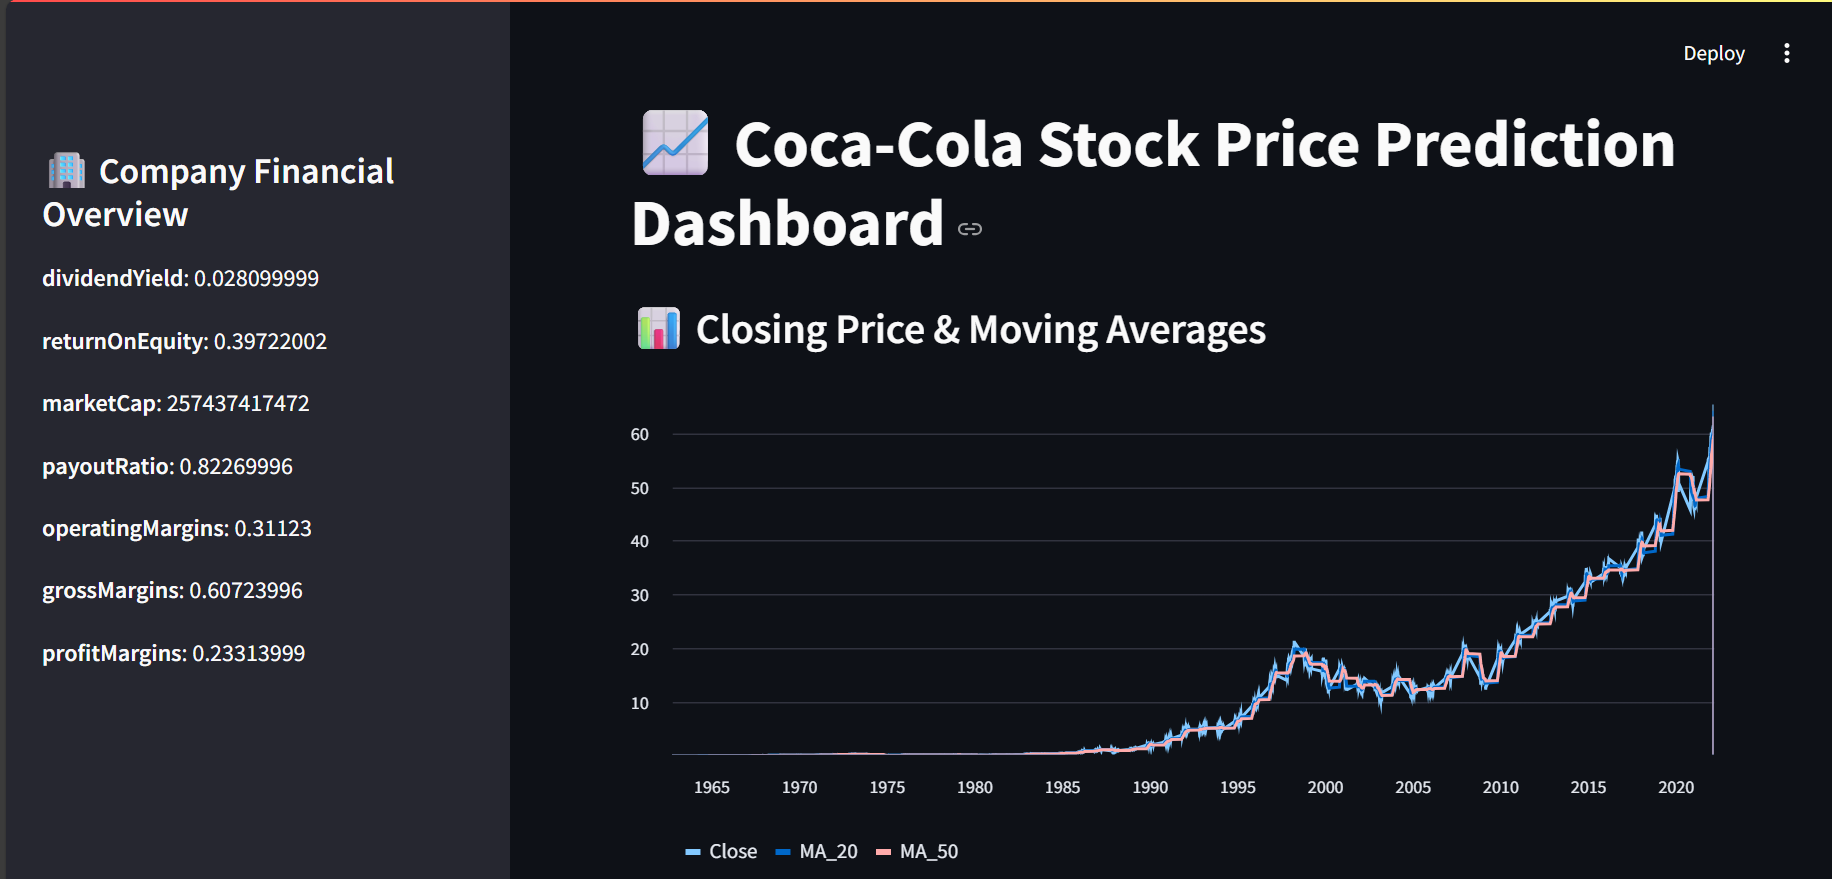 Deploy
Company Financial
Overview
dividendYield: 0.028099999
returnOnEquity: 0.39722002
marketCap: 257437417472
payoutRatio: 0.82269996
operatingMargins: 0.31123
grossMargins: 0.60723996
profitMargins: 0.23313999
Coca-Cola Stock Price Prediction
Dashboard
Closing Price & Moving Averages
60
50
40
30
20
10
1965 1970 1975 1980 1985 1990 1995 2000 2005 2010 2015 2020
Close MA_20 MA_50